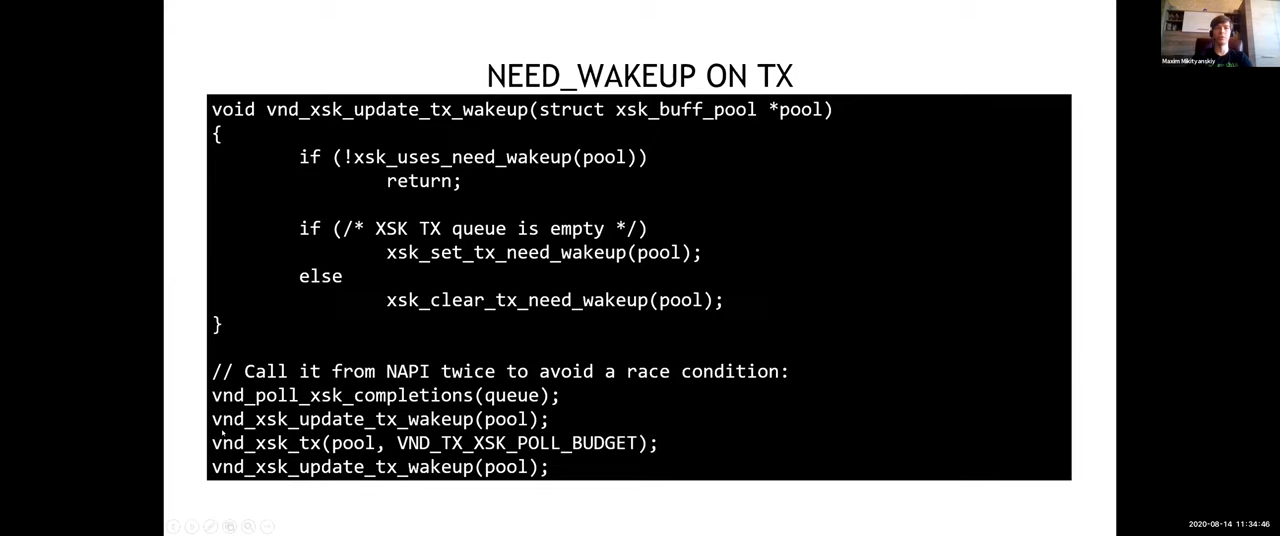 NEED_WAKEUP ON TX
void vnd_xsk_update_tx_wakeup(struct xsk_buff_pool *pool)
{
if (!xsk_uses_need_wakeup(pool))
return;
if (/* XSK TX queue is empty */)
xsk_set_tx_need_wakeup(pool);
else
xsk_clear_tx_need_wakeup(pool);
}
// Call it from NAPI twice to avoid a race condition:
vnd_poll_xsk_completions(queue);
vnd_xsk_update_tx_wakeup(pool);
vnd_xsk_tx(pool, VND_TX_XSK_POLL_BUDGET);
vnd_xsk_update_tx_wakeup(pool);
Maxim Mikityanskiy
2020-08-14 11:34:46